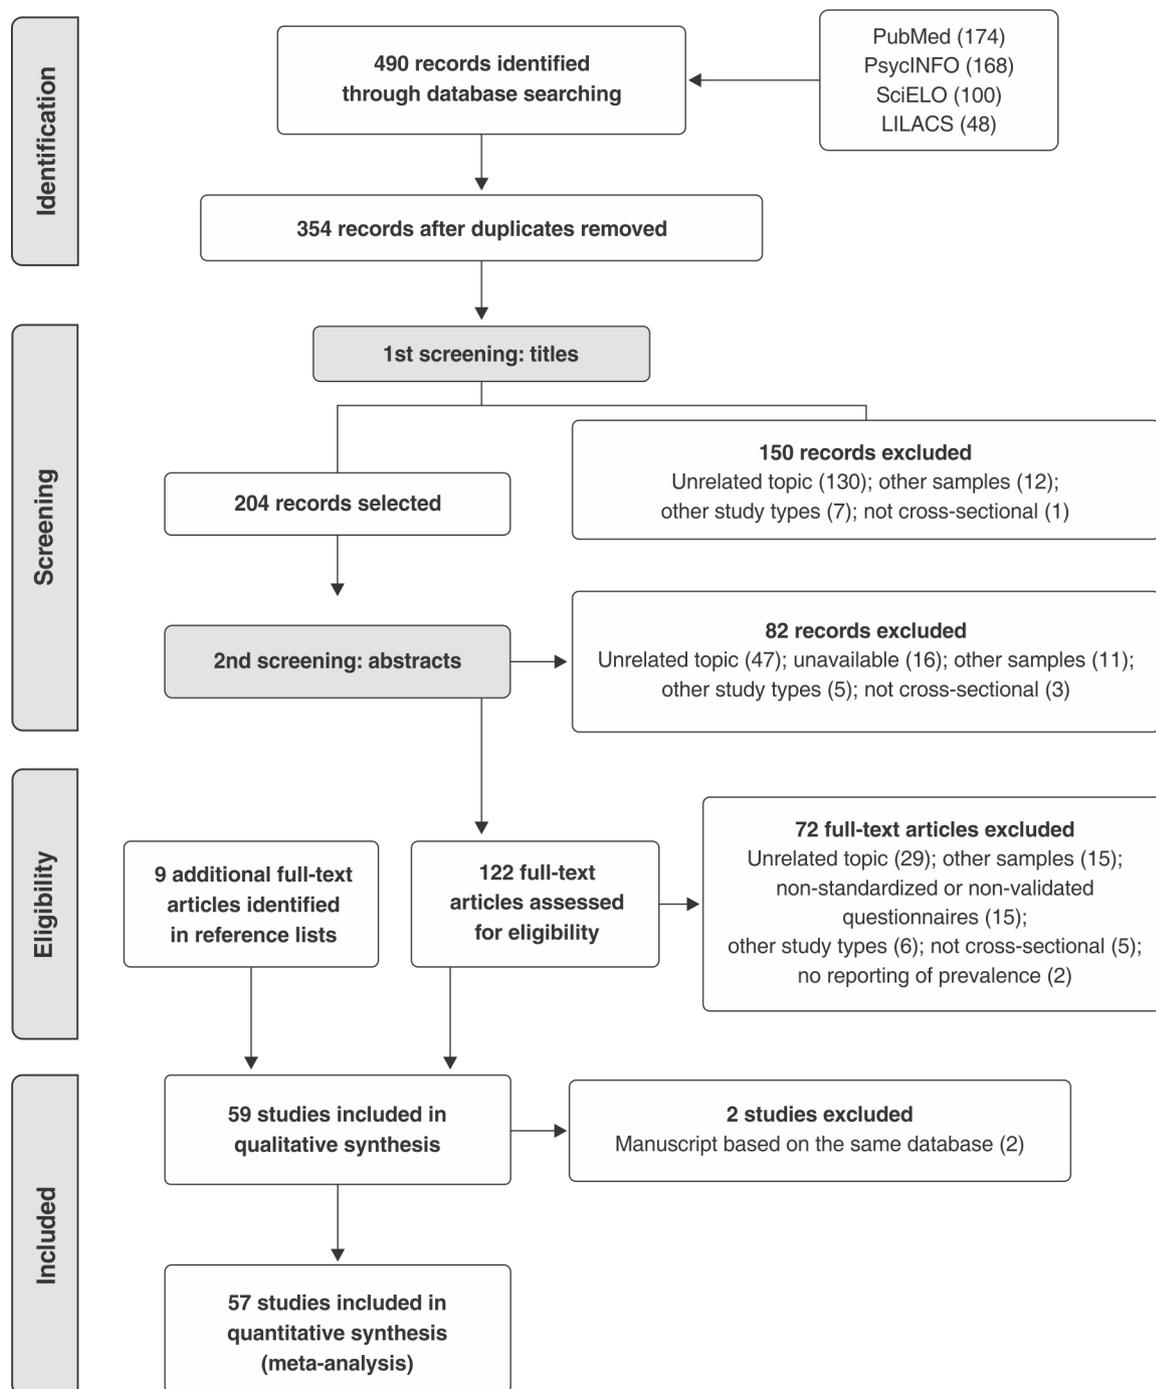 Identification
490 records identified
through database searching
PubMed (174)
PsycINFO (168)
SciELO (100)
LILACS (48)
354 records after duplicates removed
Screening
1st screening: titles
204 records selected
150 records excluded
Unrelated topic (130); other samples (12);
other study types (7); not cross-sectional (1)
2nd screening: abstracts
82 records excluded
Unrelated topic (47); unavailable (16); other samples (11);
other study types (5); not cross-sectional (3)
Eligibility
9 additional full-text
articles identified
in reference lists
122 full-text
articles assessed
for eligibility
72 full-text articles excluded
Unrelated topic (29); other samples (15);
non-standardized or non-validated
questionnaires (15);
other study types (6); not cross-sectional (5);
no reporting of prevalence (2)
Included
59 studies included in
qualitative synthesis
2 studies excluded
Manuscript based on the same database (2)
57 studies included in
quantitative synthesis
(meta-analysis)